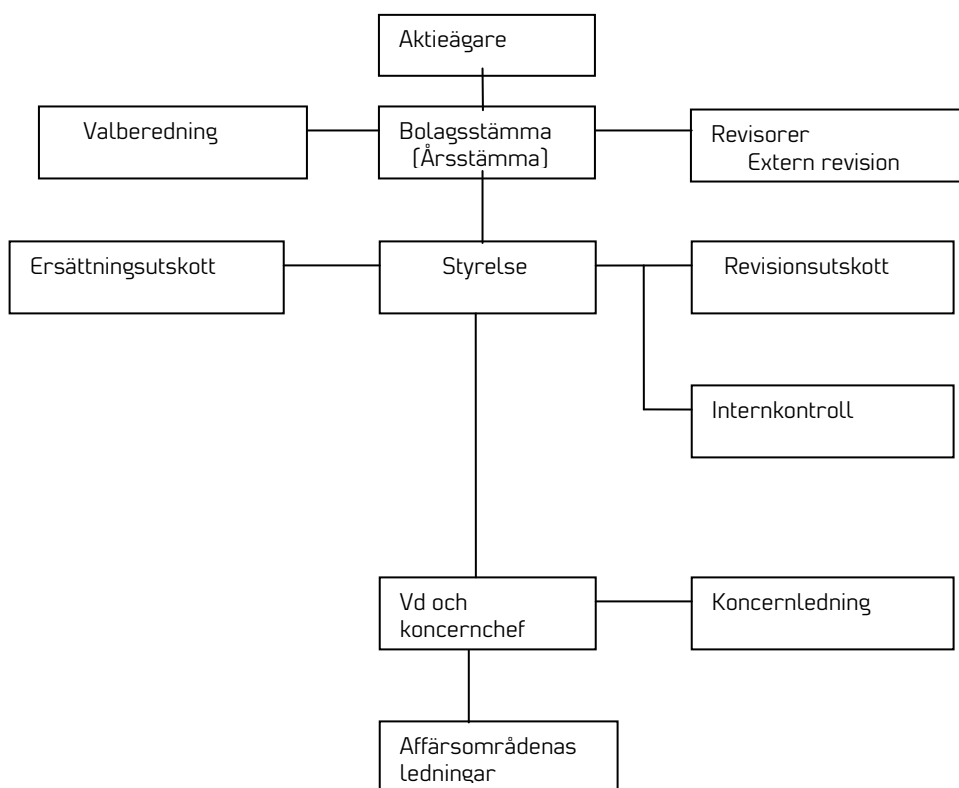 Aktieägare
Valberedning
Bolagsstämma
(Årsstämma)
Revisorer
Extern revision
Ersättningsutskott
Styrelse
Revisionsutskott
Internkontroll
Vd och
koncernchef
Koncernledning
Affärsområdenas
ledningar